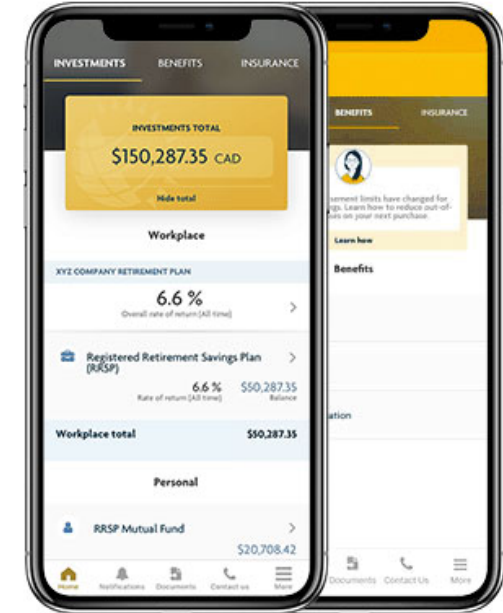 INVESTMENTS BENEFITS INSURANCE
INVESTMENTS TOTAL
$150,287.35 CAD
Hide total
Workplace
XYZ COMPANY RETIREMENT PLAN
6.6 %
Overall rate of return (All time)
Registered Retirement Savings Plan
(RRSP)
6.6 % $50,287.35
Rate of return (All time) Balance
Workplace total $50,287.35
Personal
RRSP Mutual Fund
$20,708.42
Home Notifications Documents Contact us More
BENEFITS INSURANCE
limits have changed for
Learn how to reduce out-of-
on your next purchase.
Learn how
Benefits
Documents Contact Us More